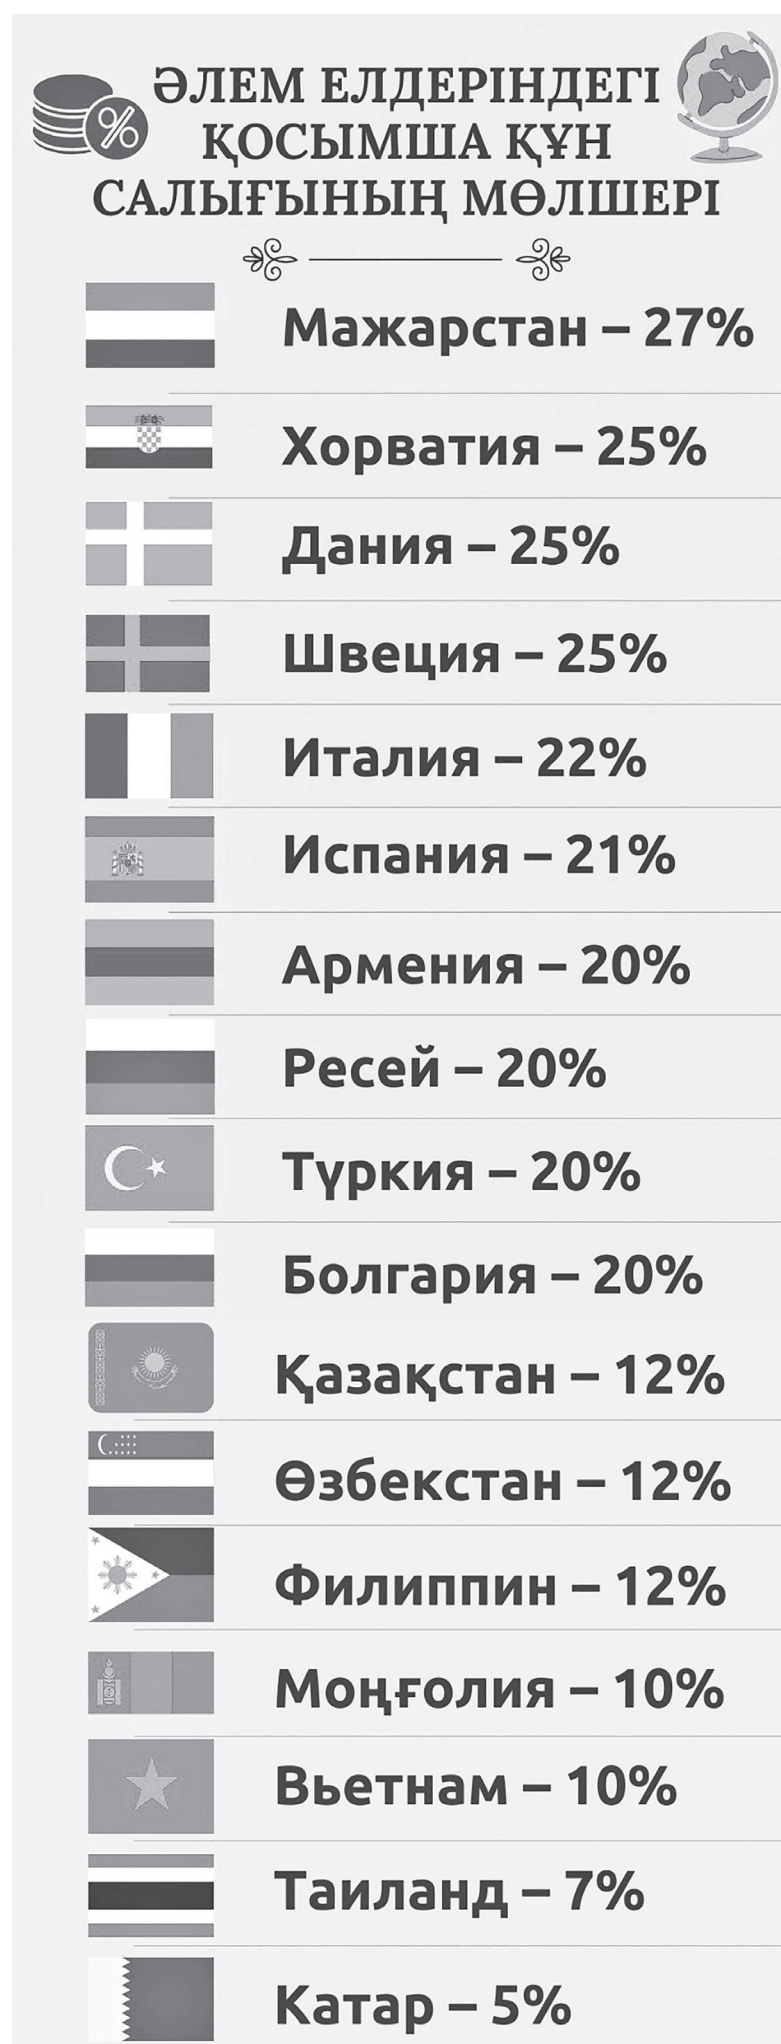 ӘЛЕМ ЕЛДЕРІНДЕГІ
ҚОСЫМША ҚҰН
САЛЫҒЫНЫҢ МӨЛШЕРІ
%
Мажарстан – 27%
Хорватия – 25%
Дания – 25%
Швеция – 25%
Италия – 22%
Испания – 21%
Армения – 20%
Ресей – 20%
Түркия – 20%
Болгария – 20%
Қазақстан – 12%
Өзбекстан – 12%
Филиппин – 12%
Моңғолия – 10%
Вьетнам – 10%
Таиланд – 7%
Катар – 5%